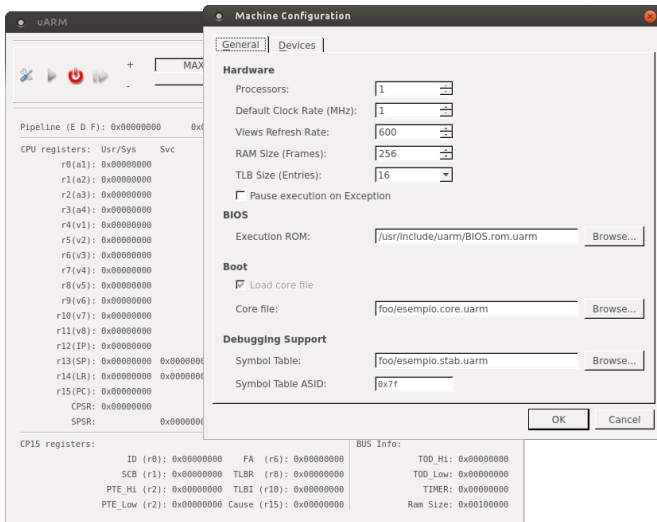 uARM
+
MAX
-
Pipeline (E D F): 0x00000000
CPU registers: Usr/Sys Svc
r0(a1): 0x00000000
r1(a2): 0x00000000
r2(a3): 0x00000000
r3(a4): 0x00000000
r4(v1): 0x00000000
r5(v2): 0x00000000
r6(v3): 0x00000000
r7(v4): 0x00000000
r8(v5): 0x00000000
r9(v6): 0x00000000
r10(v7): 0x00000000
r11(v8): 0x00000000
r12(IP): 0x00000000
r13(SP): 0x00000000 0x0000000
r14(LR): 0x00000000 0x0000000
r15(PC): 0x00000000
CPSR: 0x00000000
SPSR: 0x0000000
CP15 registers:
ID (r0): 0x00000000 FA (r6): 0x00000000
SCB (r1): 0x00000000 TLBR (r8): 0x00000000
PTE_Hi (r2): 0x00000000 TLBI (r10): 0x00000000
PTE_Low (r2): 0x00000000 Cause (r15): 0x00000000
BUS Info:
TOD_Hi: 0x00000000
TOD_Low: 0x00000000
TIMER: 0x00000000
Ram Size: 0x00100000
Machine Configuration
General Devices
Hardware
Processors: 1
Default Clock Rate (MHz): 1
Views Refresh Rate: 600
RAM Size (Frames): 256
TLB Size (Entries): 16
Pause execution on Exception
BIOS
Execution ROM: /usr/include/uarm/BIOS.rom.uarm Browse...
Boot
Load core file
Core file: foo/esempio.core.uarm Browse...
Debugging Support
Symbol Table: foo/esempio.stab.uarm Browse...
Symbol Table ASID: 0x7f
OK Cancel